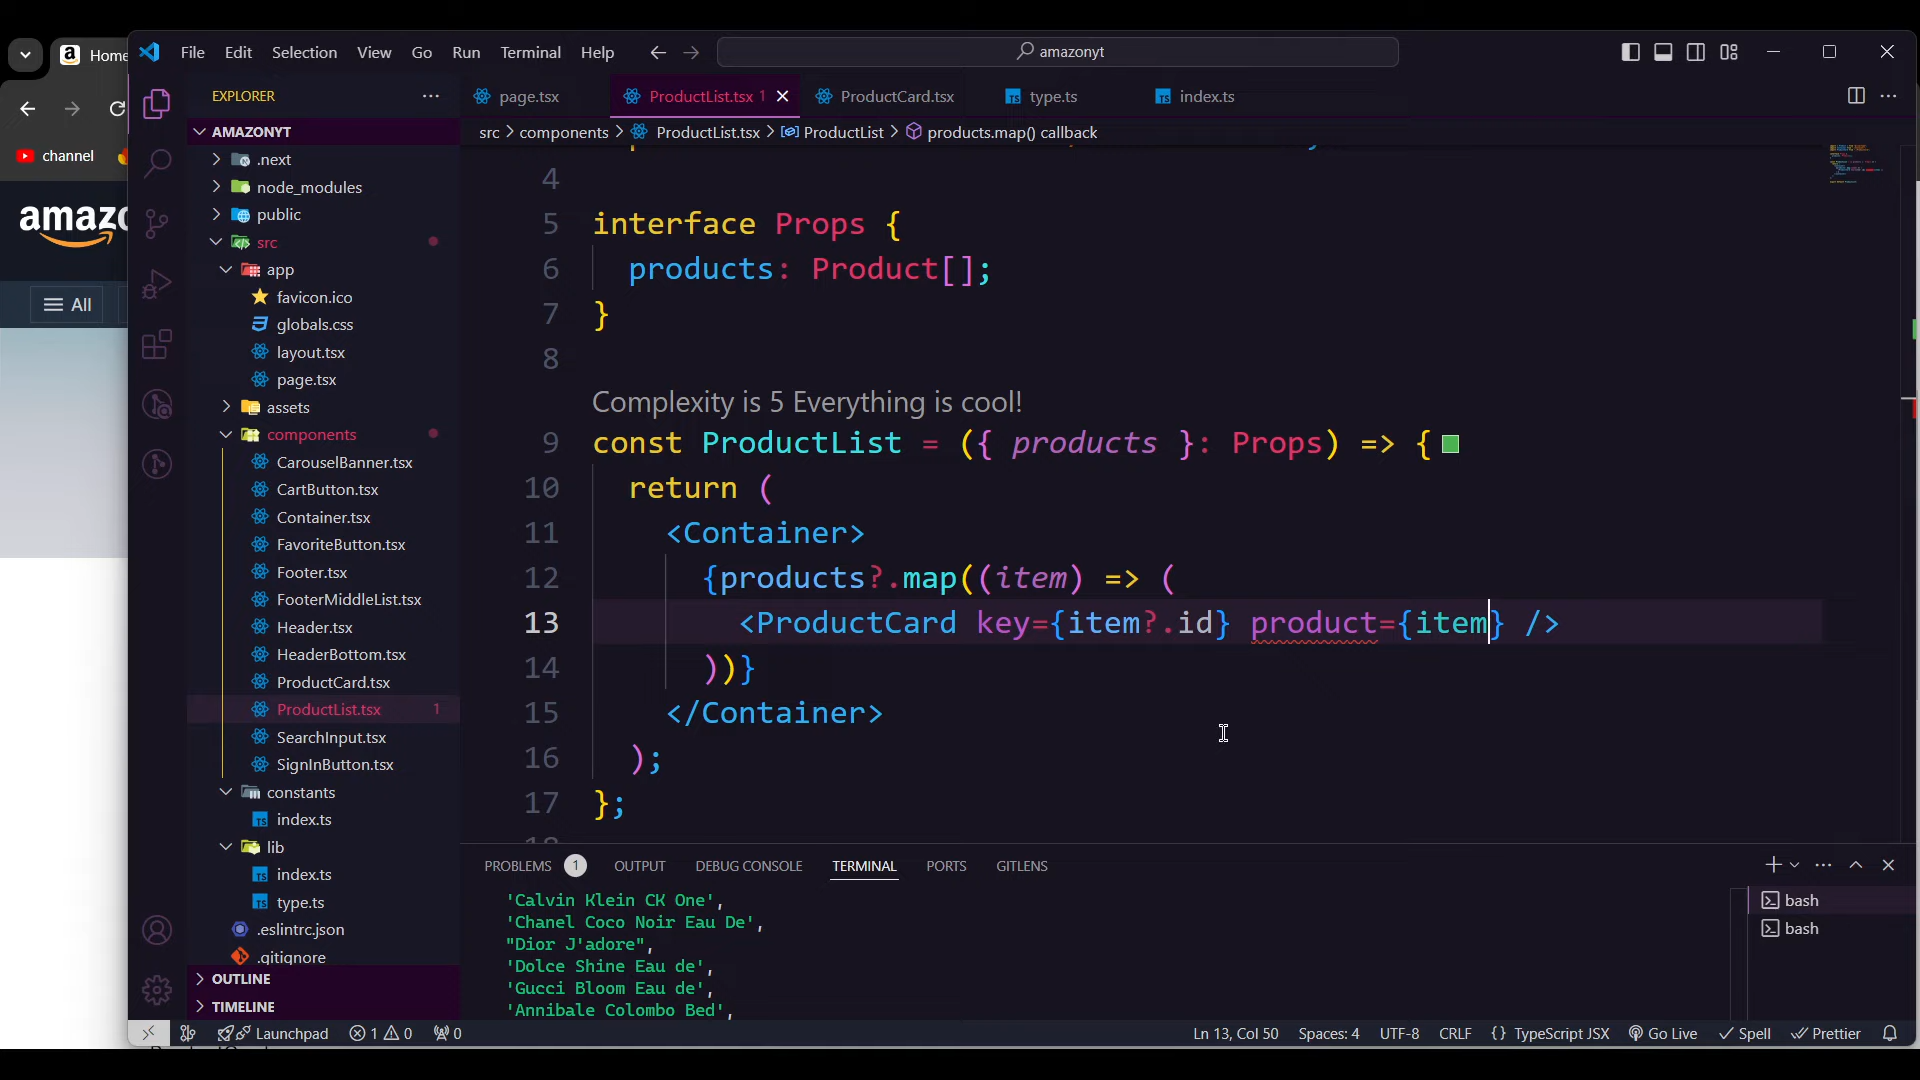 Home
File Edit Selection View Go Run Terminal Help
amazonyt
EXPLORER
page.tsx
ProductList.tsx 1
ProductCard.tsx
type.ts
index.ts
AMAZONYT
src > components > ProductList.tsx > ProductList > products.map() callback
channel
amazo
All
.next
node_modules
public
src
app
favicon.ico
globals.css
layout.tsx
page.tsx
assets
components
CarouselBanner.tsx
CartButton.tsx
Container.tsx
FavoriteButton.tsx
Footer.tsx
FooterMiddleList.tsx
Header.tsx
HeaderBottom.tsx
ProductCard.tsx
ProductList.tsx 1
SearchInput.tsx
SignInButton.tsx
constants
index.ts
lib
index.ts
type.ts
.eslintrc.json
.gitignore
OUTLINE
TIMELINE
4
5 interface Props {
6 products: Product[];
7 }
8
Complexity is 5 Everything is cool!
9 const ProductList = ({ products }: Props) => {
10 return (
11 <Container>
12 {products?.map((item) => (
13 <ProductCard key={item?.id} product={item} />
14 ))}
15 </Container>
16 );
17 };
PROBLEMS 1 OUTPUT DEBUG CONSOLE TERMINAL PORTS GITLENS
'Calvin Klein CK One',
'Chanel Coco Noir Eau De',
"Dior J'adore",
'Dolce Shine Eau de',
'Gucci Bloom Eau de',
'Annibale Colombo Bed',
bash
bash
Launchpad 1 0 0
Ln 13, Col 50 Spaces: 4 UTF-8 CRLF {} TypeScript JSX Go Live Spell Prettier